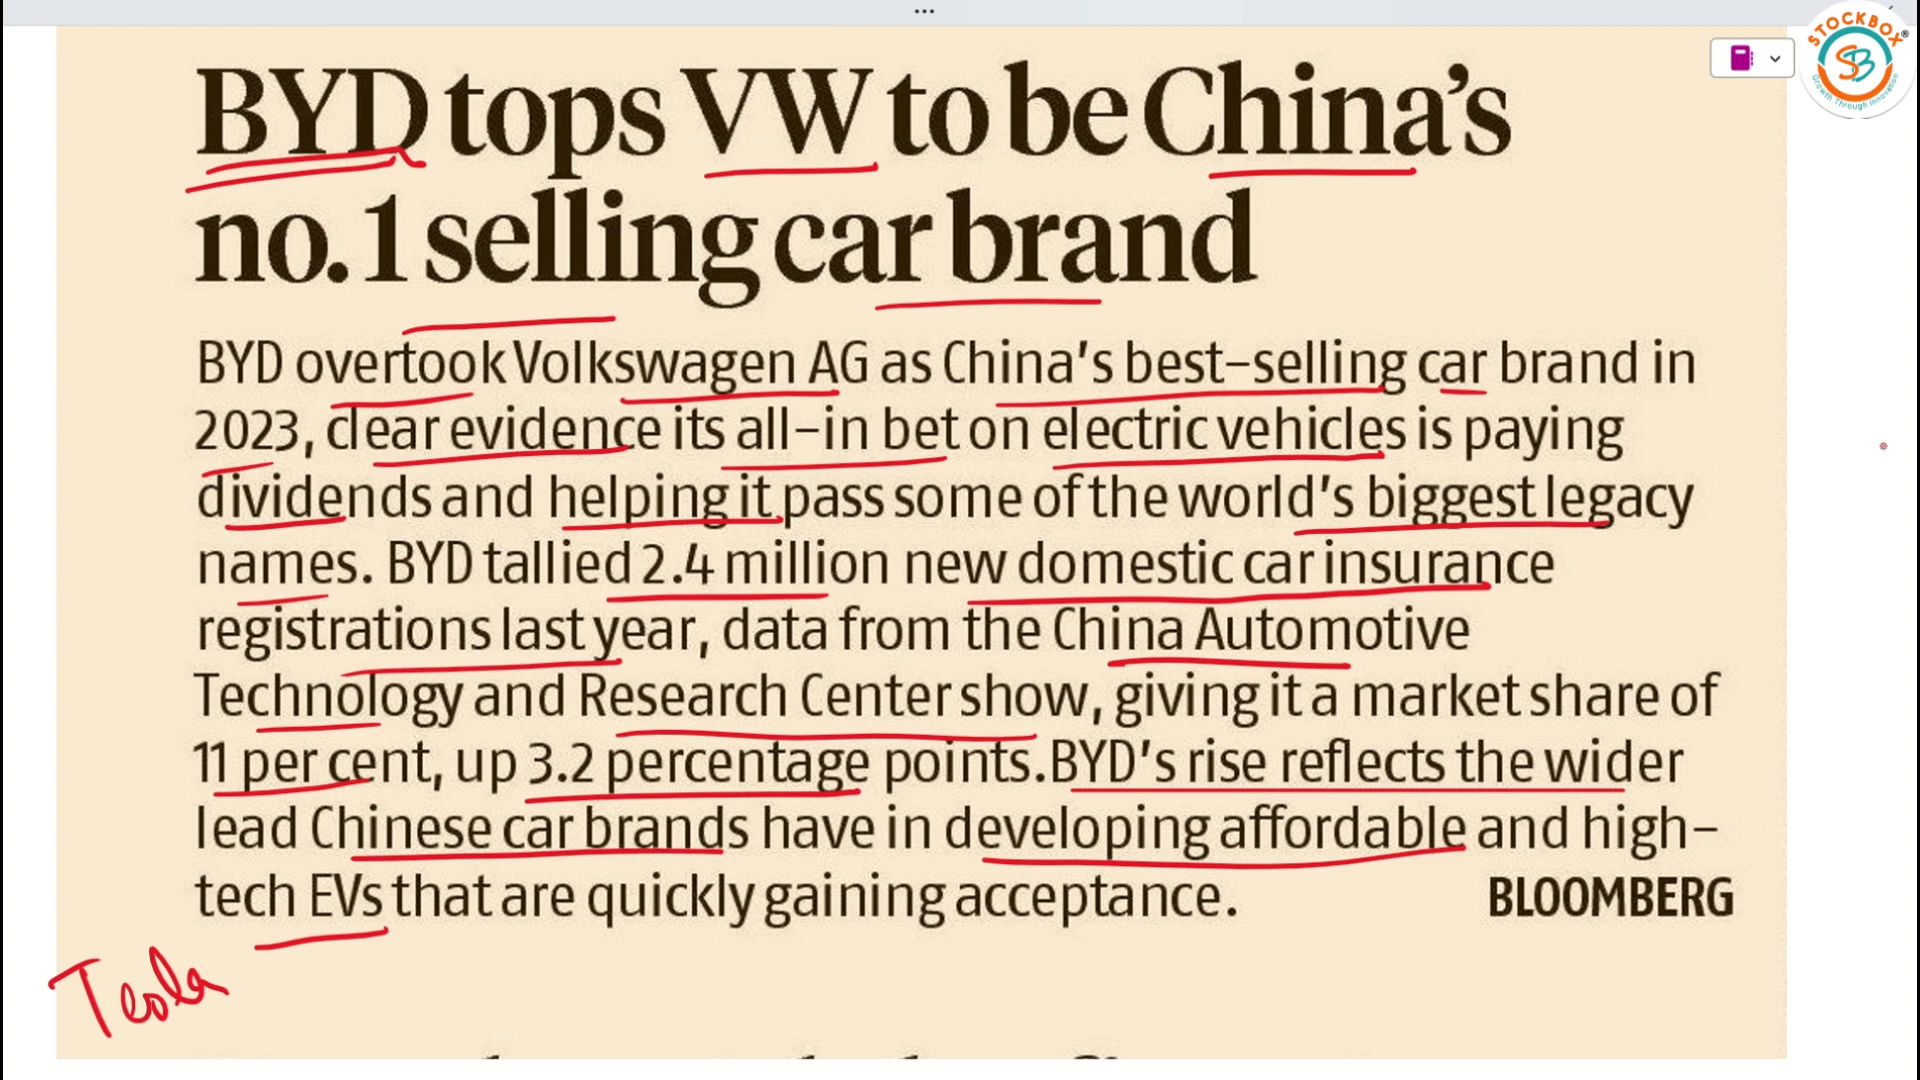 ...
STOCKBOX®
SB
Growth Through Innovation
BYD tops VW to be China's
no. 1 selling car brand
BYD overtook Volkswagen AG as China's best-selling car brand in
2023, clear evidence its all-in bet on electric vehicles is paying
dividends and helping it pass some of the world's biggest legacy
names. BYD tallied 2.4 million new domestic car insurance
registrations last year, data from the China Automotive
Technology and Research Center show, giving it a market share of
11 per cent, up 3.2 percentage points.BYD's rise reflects the wider
lead Chinese car brands have in developing affordable and high-
tech EVs that are quickly gaining acceptance. BLOOMBERG
Tesla